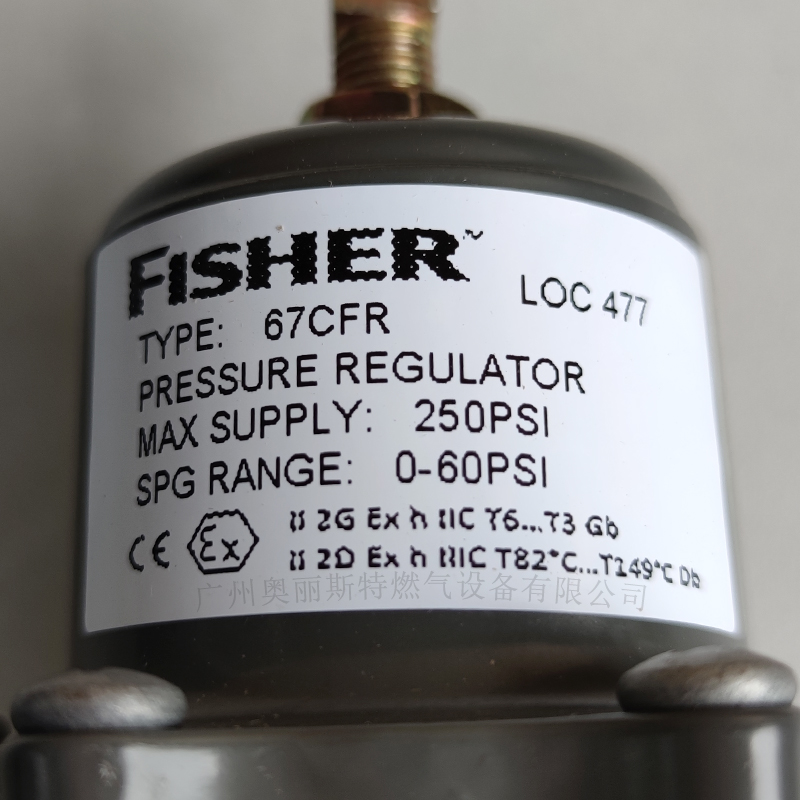 FISHER™
LOC 477
TYPE: 67CFR
PRESSURE REGULATOR
MAX SUPPLY: 250PSI
SPG RANGE: 0-60PSI
CE Ex II 2G Ex h IIC T6...T3 Gb
II 2D Ex h IIIC T82°C...T149°C Db
广州奥丽斯特燃气设备有限公司